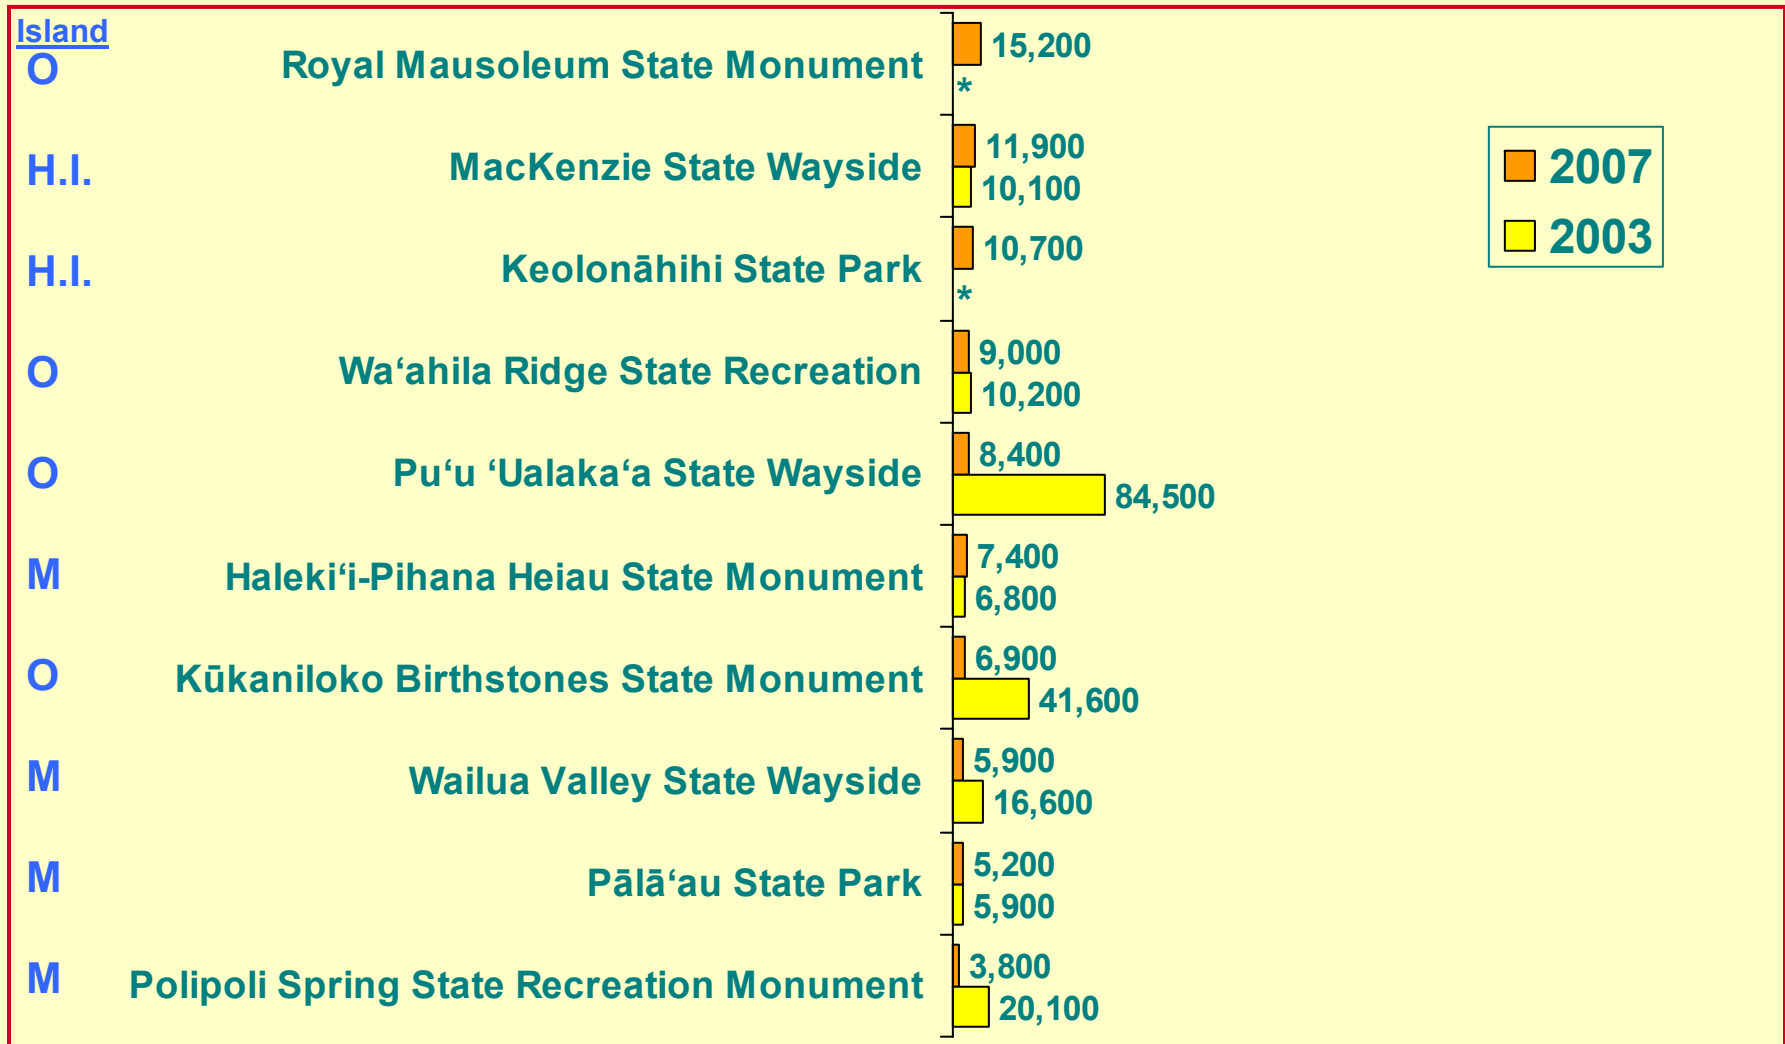 Island
O Royal Mausoleum State Monument 15,200
*
H.I. MacKenzie State Wayside 11,900
10,100
H.I. Keolonāhihi State Park 10,700
*
O Wa‘ahila Ridge State Recreation 9,000
10,200
O Pu‘u ‘Ualaka‘a State Wayside 8,400
84,500
M Haleki‘i-Pihana Heiau State Monument 7,400
6,800
O Kūkaniloko Birthstones State Monument 6,900
41,600
M Wailua Valley State Wayside 5,900
16,600
M Pālā‘au State Park 5,200
5,900
M Polipoli Spring State Recreation Monument 3,800
20,100
2007
2003